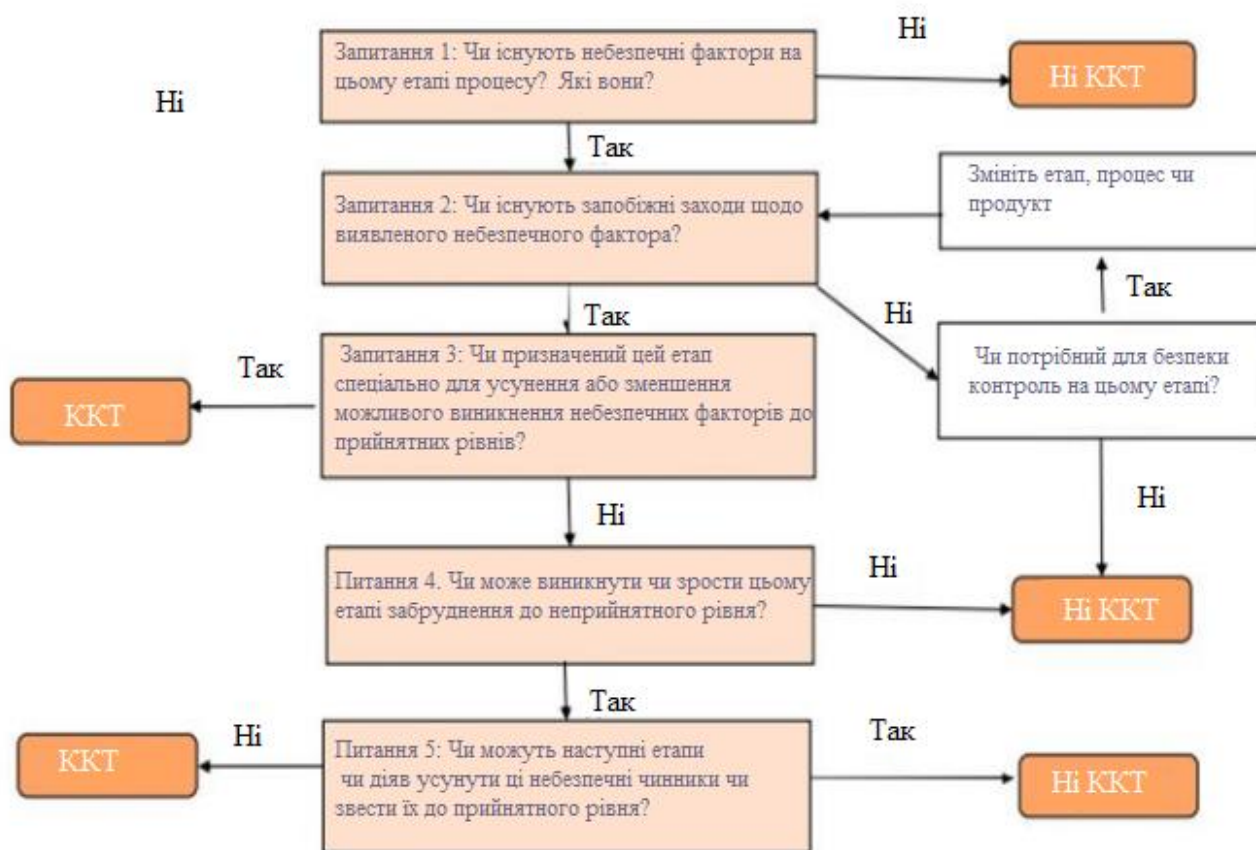 Ні
Запитання 1: Чи існують небезпечні фактори на
цьому етапі процесу? Які вони?
Ні
Ні ККТ
Так
Запитання 2: Чи існують запобіжні заходи щодо
виявленого небезпечного фактора?
Змініть етап, процес чи
продукт
Так
Ні
Так
Запитання 3: Чи призначений цей етап
спеціально для усунення або зменшення
можливого виникнення небезпечних факторів до
прийнятних рівнів?
Так
ККТ
Чи потрібний для безпеки
контроль на цьому етапі?
Ні
Ні
Питання 4. Чи може виникнути чи зрости цьому
етапі забруднення до неприйнятного рівня?
Ні
Ні ККТ
Так
Ні
ККТ
Питання 5: Чи можуть наступні етапи
чи діяв усунути ці небезпечні чинники чи
звести їх до прийнятного рівня?
Так
Ні ККТ